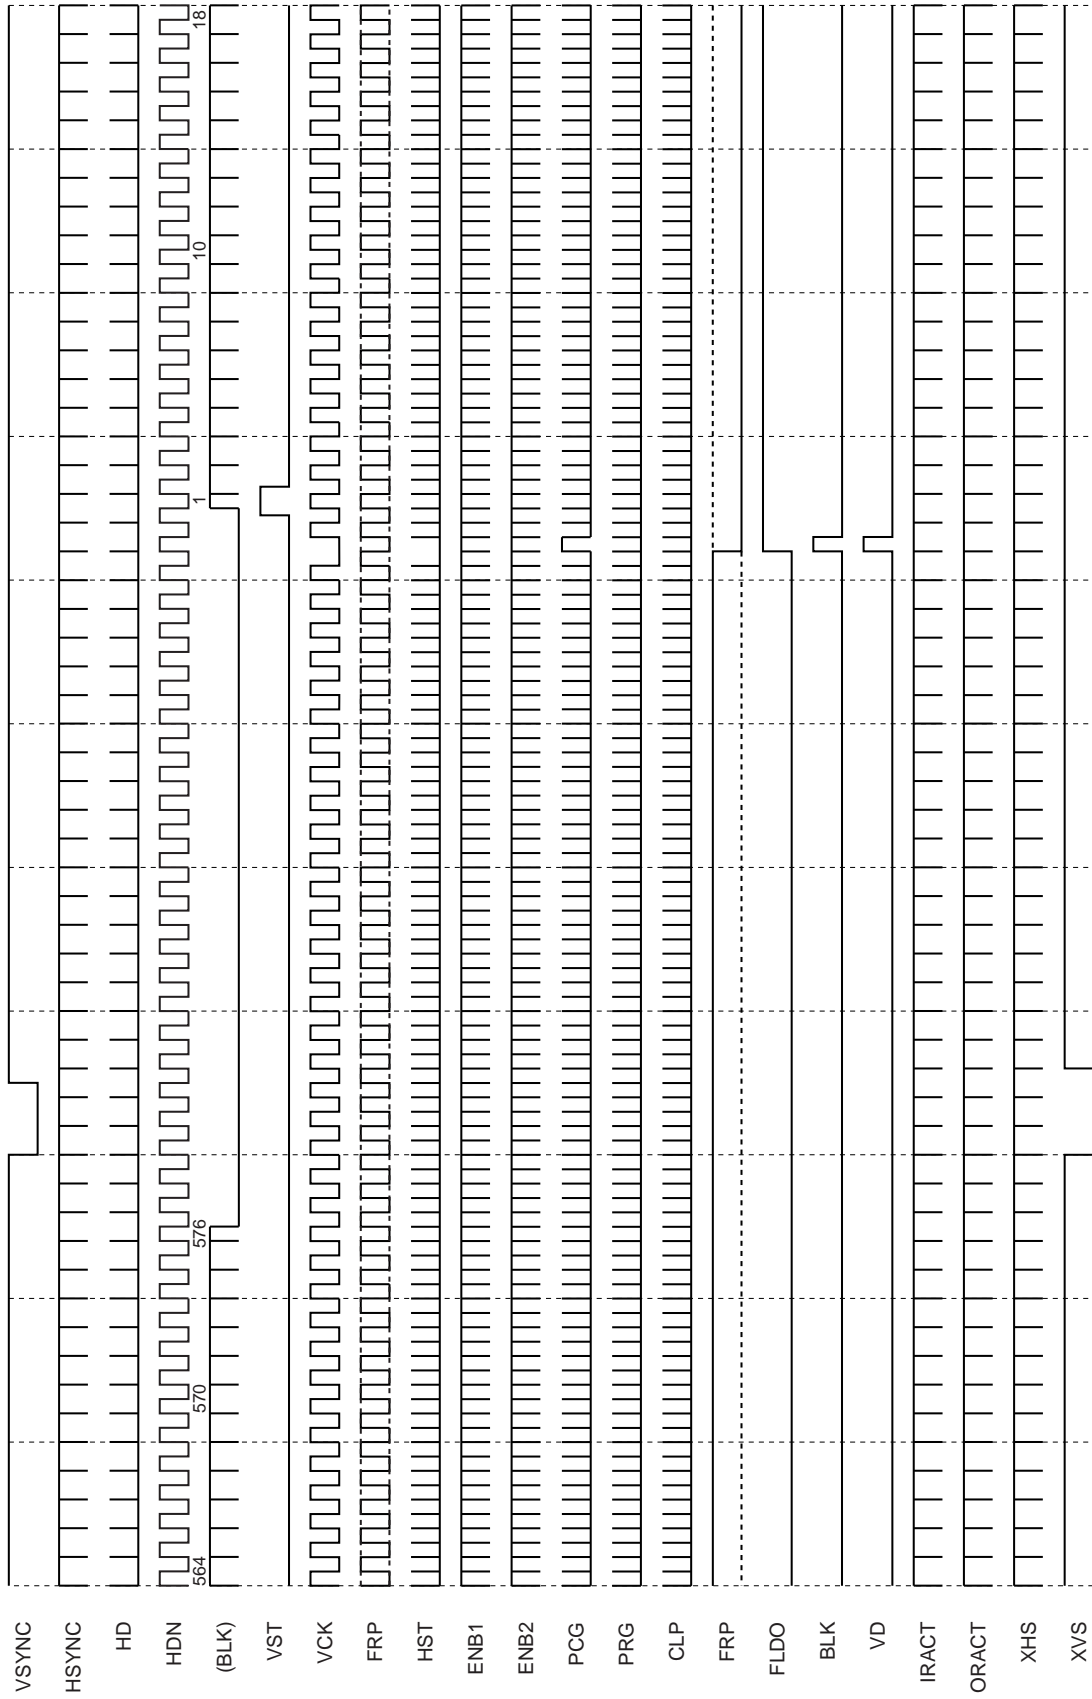 VSYNC
HSYNC
HD
HDN
(BLK)
564
570
576
1
10
18
VST
VCK
FRP
HST
ENB1
ENB2
PCG
PRG
CLP
FRP
FLDO
BLK
VD
IRACT
ORACT
XHS
XVS